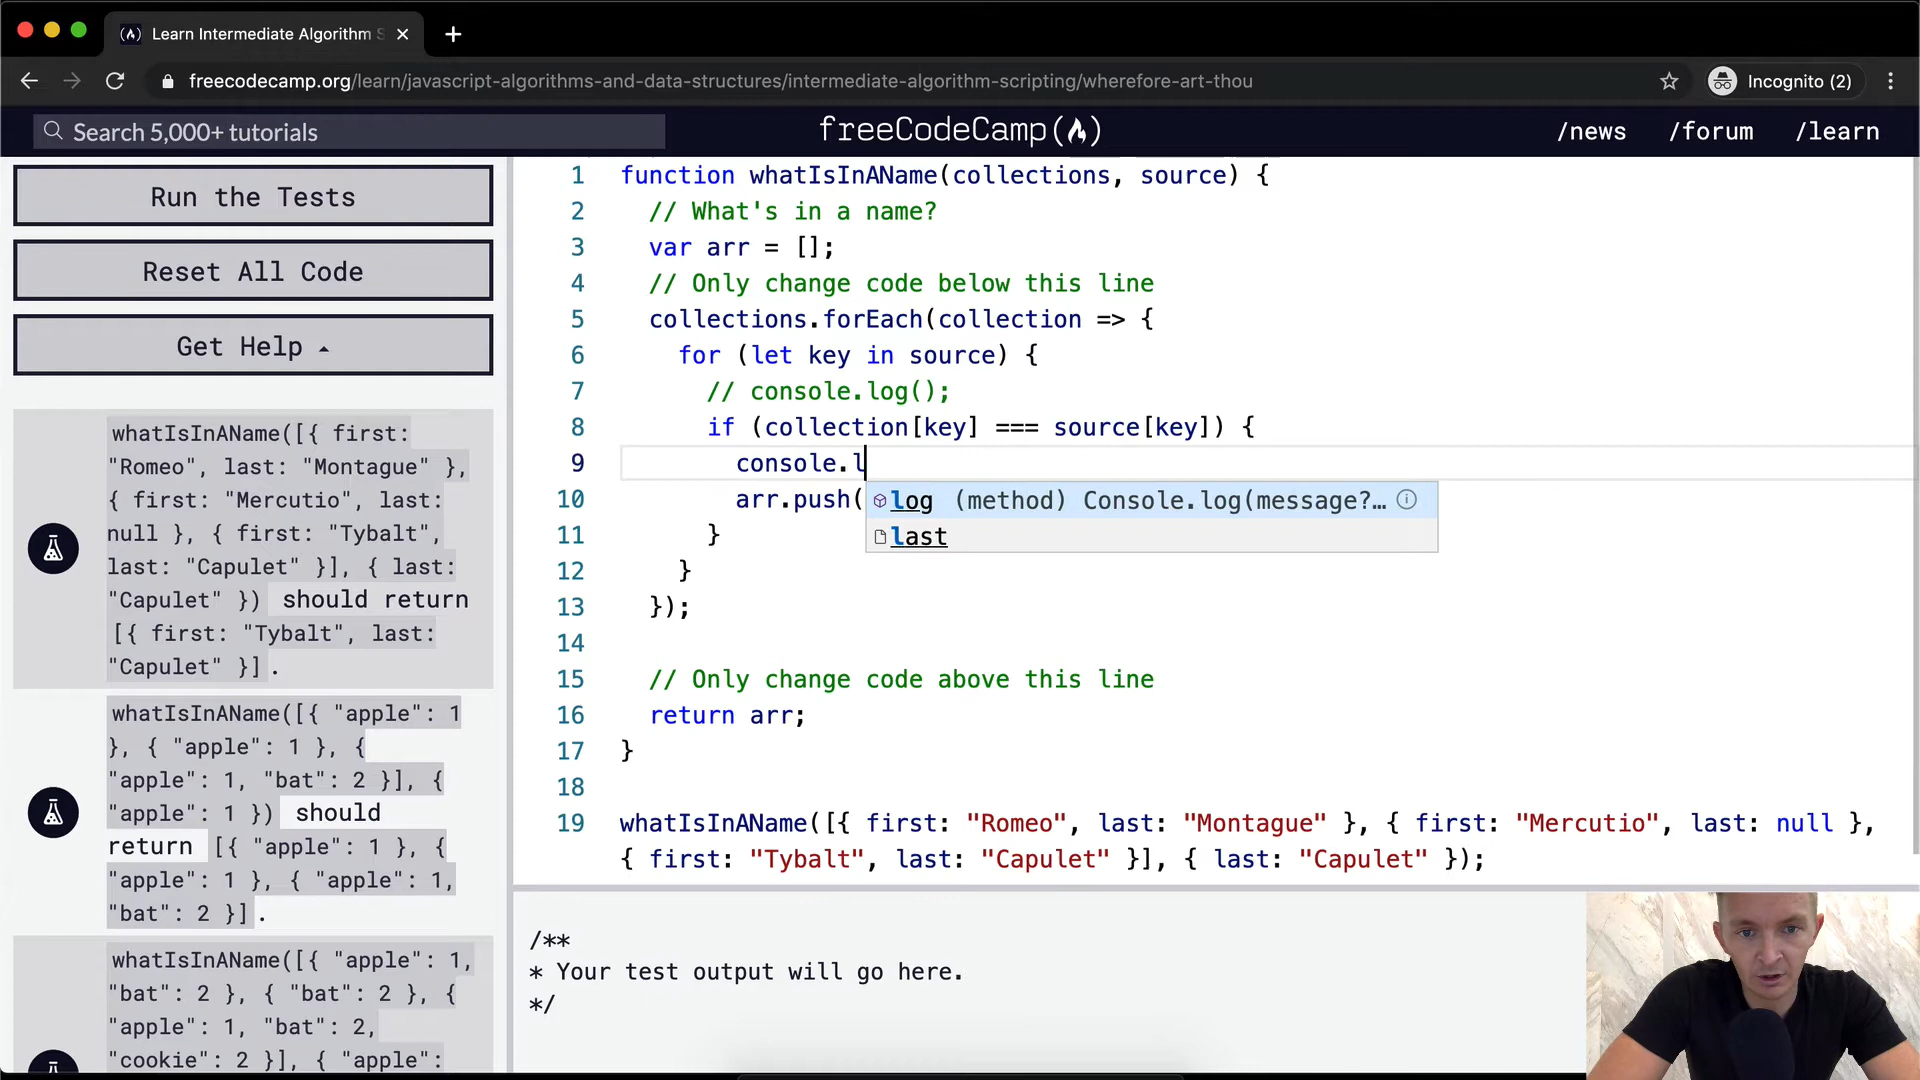 Learn Intermediate Algorithm S
freecodecamp.org/learn/javascript-algorithms-and-data-structures/intermediate-algorithm-scripting/wherefore-art-thou
Incognito (2)
Search 5,000+ tutorials
freeCodeCamp
/news /forum /learn
Run the Tests
Reset All Code
Get Help
whatIsInAName([{ first:
"Romeo", last: "Montague" },
{ first: "Mercutio", last:
null }, { first: "Tybalt",
last: "Capulet" }], { last:
"Capulet" }) should return
[{ first: "Tybalt", last:
"Capulet" }].
whatIsInAName([{ "apple": 1
}, { "apple": 1 }, {
"apple": 1, "bat": 2 }], {
"apple": 1 }) should
return [{ "apple": 1 }, {
"apple": 1 }, { "apple": 1,
"bat": 2 }].
whatIsInAName([{ "apple": 1,
"bat": 2 }, { "bat": 2 }, {
"apple": 1, "bat": 2,
"cookie": 2 }], { "apple":
1 function whatIsInAName(collections, source) {
2 // What's in a name?
3 var arr = [];
4 // Only change code below this line
5 collections.forEach(collection => {
6 for (let key in source) {
7 // console.log();
8 if (collection[key] === source[key]) {
9 console.l
10 arr.push(
log (method) Console.log(message?...
last
11 }
12 }
13 });
14
15 // Only change code above this line
16 return arr;
17 }
18
19 whatIsInAName([{ first: "Romeo", last: "Montague" }, { first: "Mercutio", last: null },
{ first: "Tybalt", last: "Capulet" }], { last: "Capulet" });
/**
* Your test output will go here.
*/